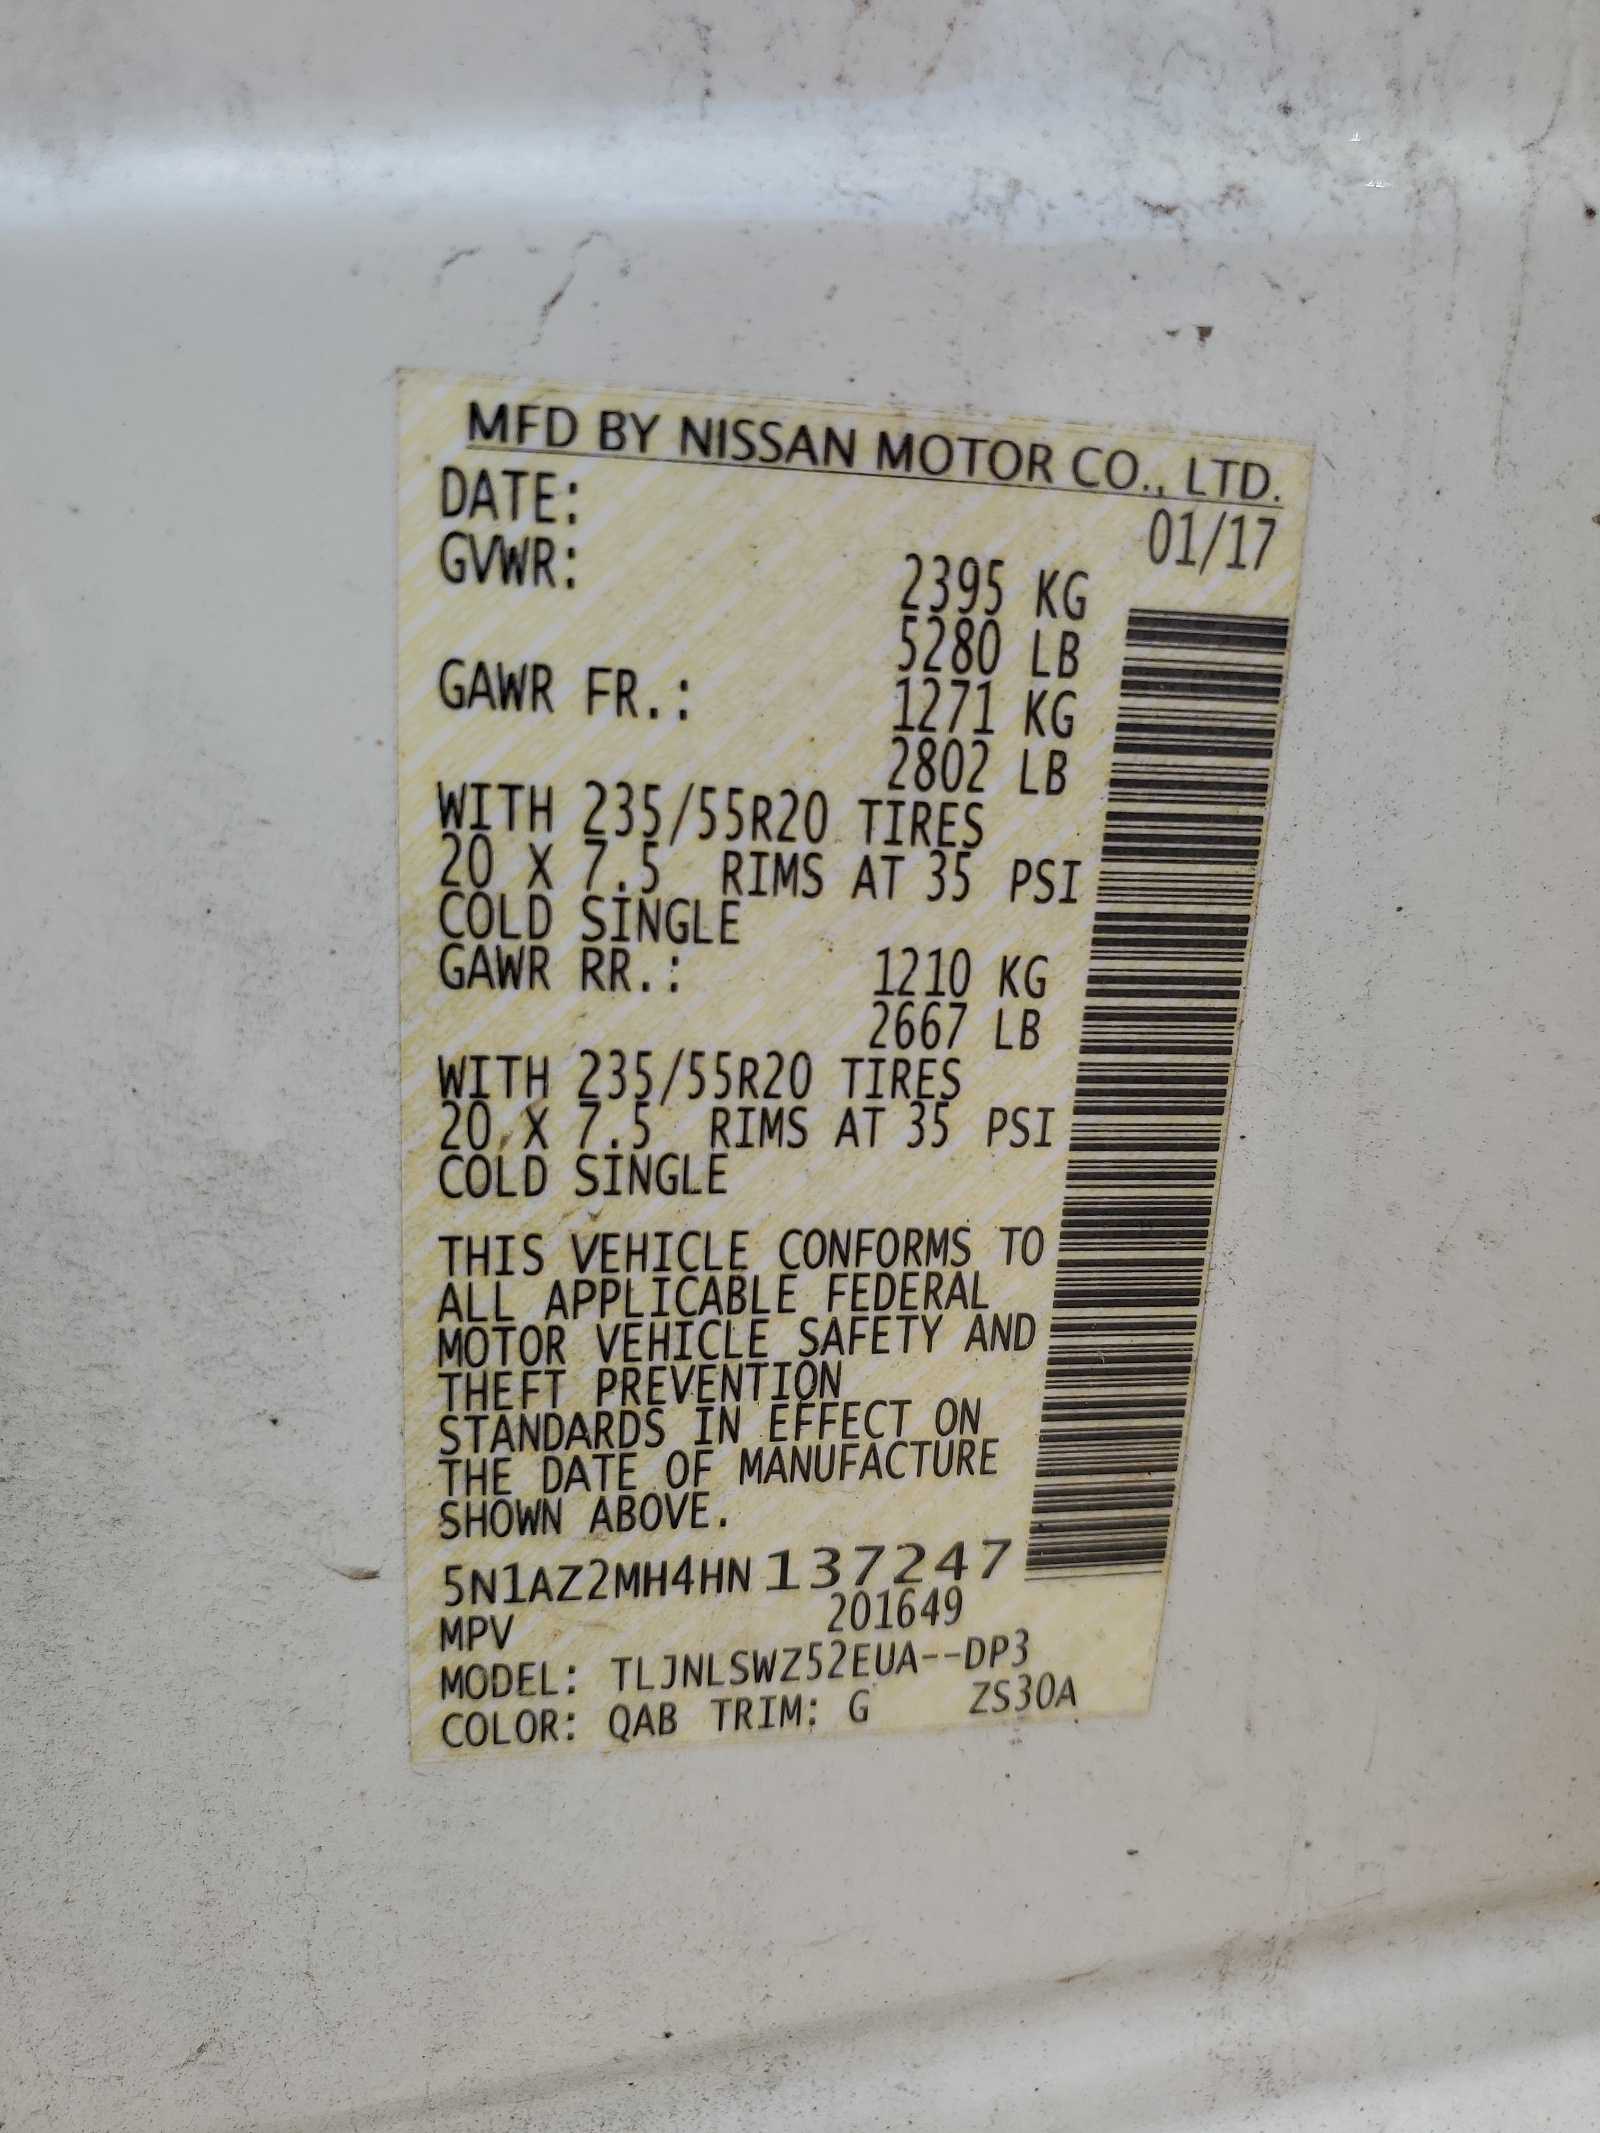 MFD BY NISSAN MOTOR CO., LTD.
DATE: 01/17
GVWR: 2395 KG
5280 LB
GAWR FR.: 1271 KG
2802 LB
WITH 235/55R20 TIRES
20 X 7.5 RIMS AT 35 PSI
COLD SINGLE
GAWR RR.: 1210 KG
2667 LB
WITH 235/55R20 TIRES
20 X 7.5 RIMS AT 35 PSI
COLD SINGLE
THIS VEHICLE CONFORMS TO
ALL APPLICABLE FEDERAL
MOTOR VEHICLE SAFETY AND
THEFT PREVENTION
STANDARDS IN EFFECT ON
THE DATE OF MANUFACTURE
SHOWN ABOVE.
5N1AZ2MH4HN137247
MPV 201649
MODEL: TLJNLSWZ52EUA--DP3
COLOR: QAB TRIM: G ZS30A